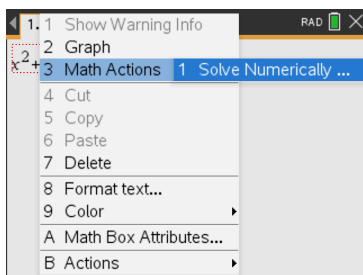 1.
RAD
1 Show Warning Info
2 Graph
x²+
3 Math Actions
1 Solve Numerically ...
4 Cut
5 Copy
6 Paste
7 Delete
8 Format text...
9 Color
A Math Box Attributes...
B Actions